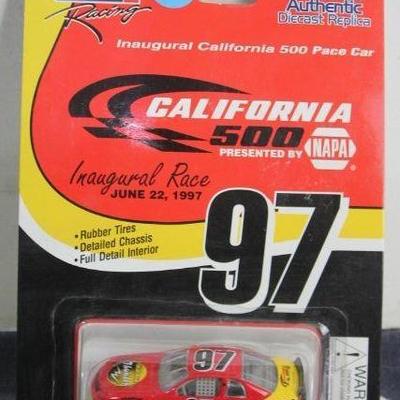 Racing
Authentic
Diecast Replica
Inaugural California 500 Pace Car
CALIFORNIA
500
PRESENTED BY NAPA
Inaugural Race
JUNE 22, 1997
• Rubber Tires
• Detailed Chassis
• Full Detail Interior
97
97